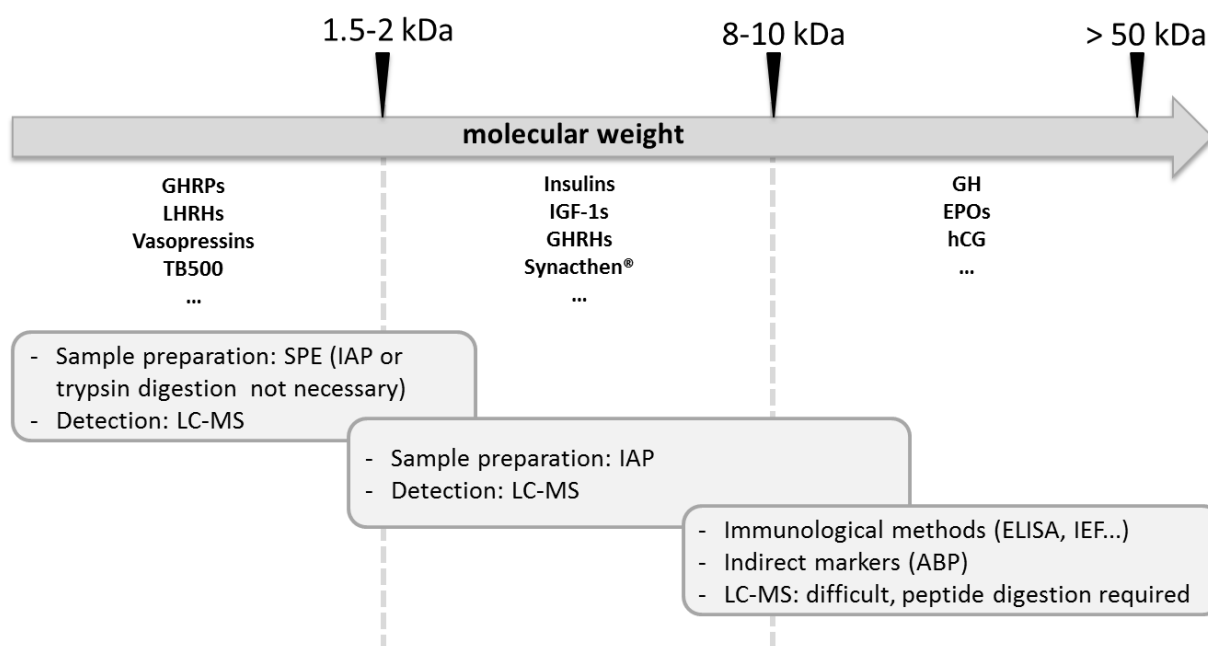 1.5-2 kDa
8-10 kDa
> 50 kDa
molecular weight
GHRPs
LHRHs
Vasopressins
TB500
...
Insulins
IGF-1s
GHRHs
Synacthen®
...
GH
EPOs
hCG
...
- Sample preparation: SPE (IAP or
trypsin digestion not necessary)
- Detection: LC-MS
- Sample preparation: IAP
- Detection: LC-MS
- Immunological methods (ELISA, IEF...)
- Indirect markers (ABP)
- LC-MS: difficult, peptide digestion required